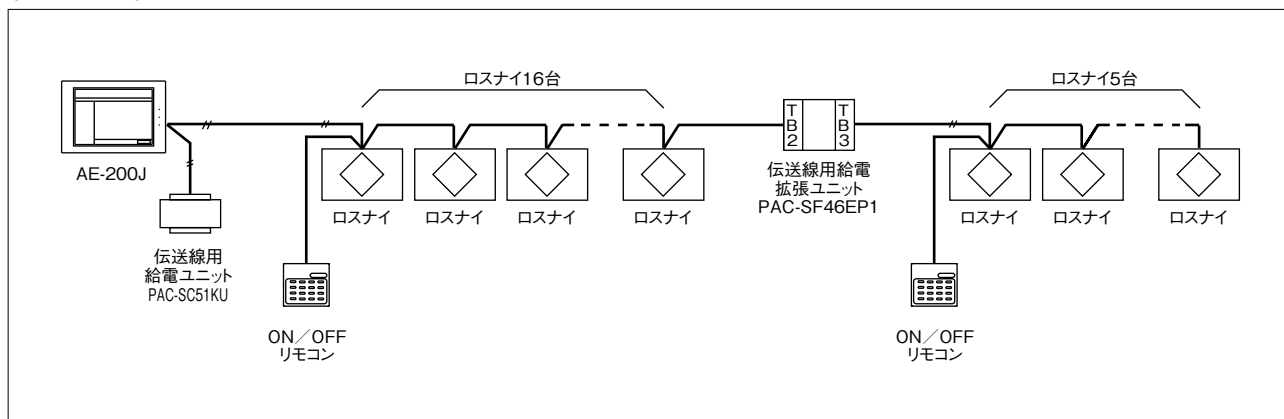 ロスナイ16台
ロスナイ5台
AE-200J
伝送線用
給電ユニット
PAC-SC51KU
ロスナイ
ロスナイ
ロスナイ
ロスナイ
ON/OFF
リモコン
TB2
TB3
伝送線用給電
拡張ユニット
PAC-SF46EP1
ロスナイ
ロスナイ
ロスナイ
ON/OFF
リモコン